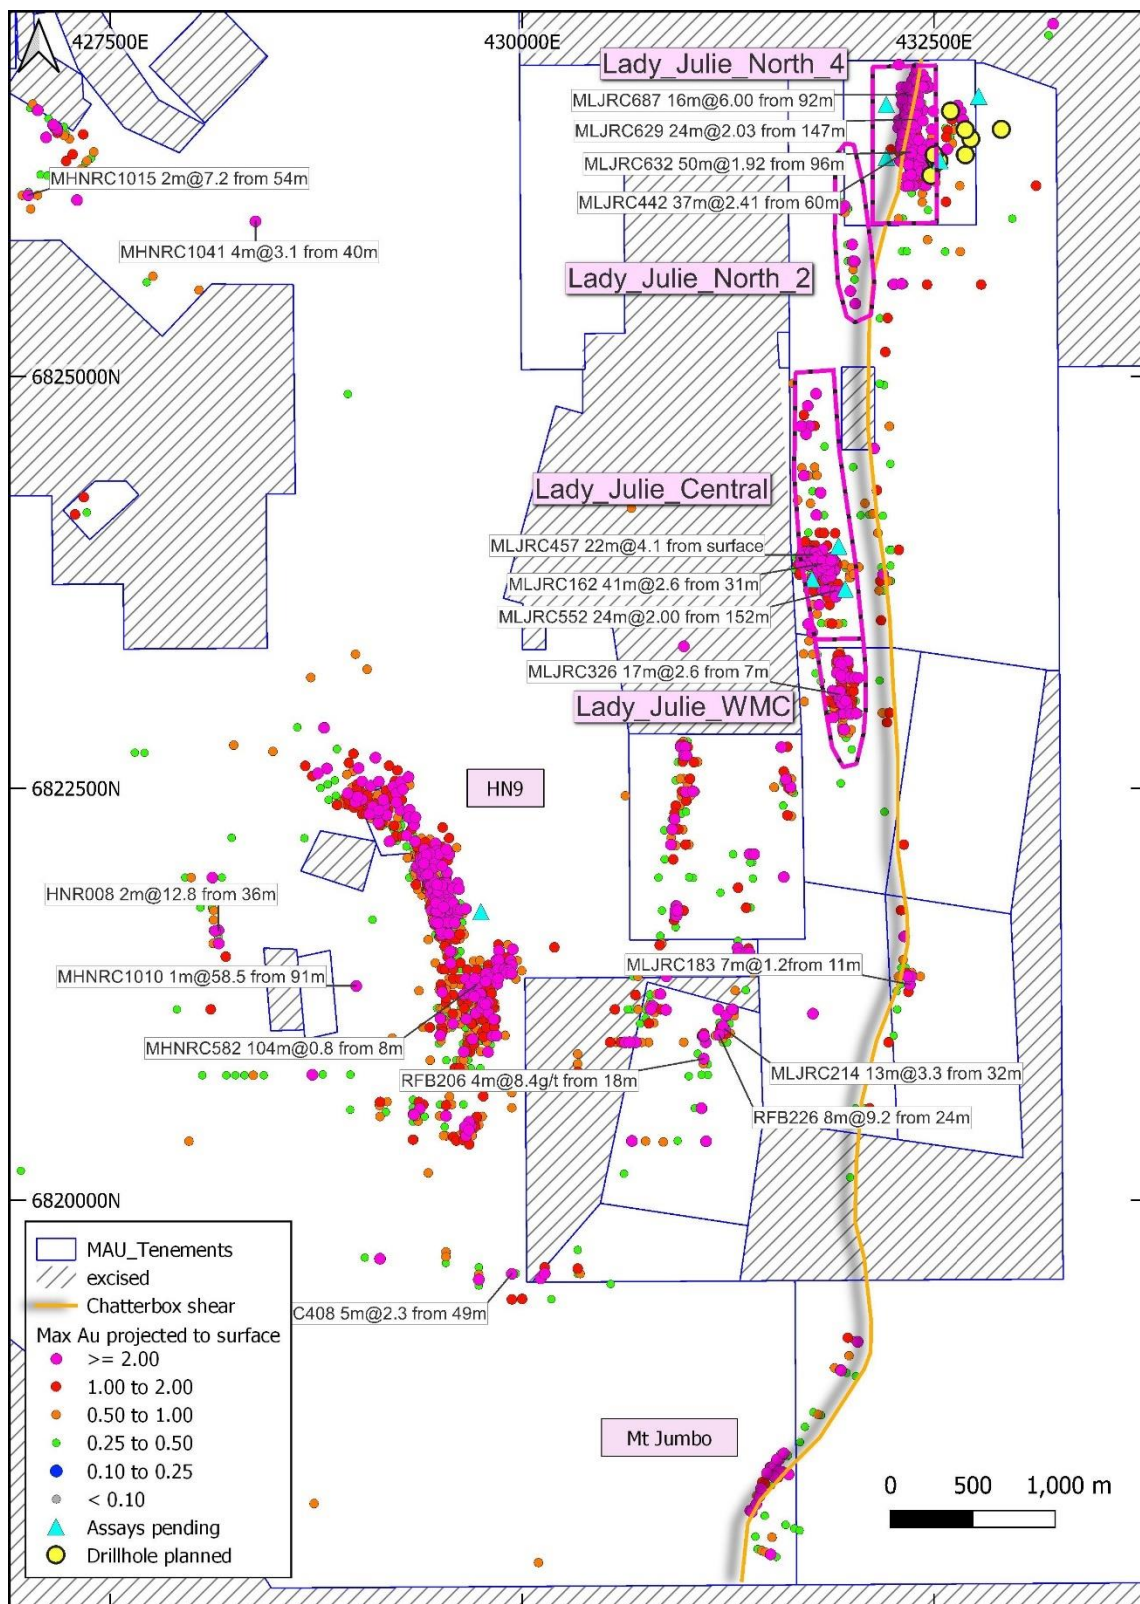 427500E
430000E
432500E
Lady_Julie_North_4
MLJRC687 16m@6.00 from 92m
MLJRC629 24m@2.03 from 147m
MLJRC632 50m@1.92 from 96m
MHNRC1015 2m@7.2 from 54m
MLJRC442 37m@2.41 from 60m
MHNRC1041 4m@3.1 from 40m
Lady_Julie_North_2
6825000N
Lady_Julie_Central
MLJRC457 22m@4.1 from surface
MLJRC162 41m@2.6 from 31m
MLJRC552 24m@2.00 from 152m
MLJRC326 17m@2.6 from 7m
Lady_Julie_WMC
6822500N
HN9
HNR008 2m@12.8 from 36m
MLJRC183 7m@1.2from 11m
MHNRC1010 1m@58.5 from 91m
MHNRC582 104m@0.8 from 8m
RFB206 4m@8.4g/t from 18m
MLJRC214 13m@3.3 from 32m
RFB226 8m@9.2 from 24m
6820000N
C408 5m@2.3 from 49m
Mt Jumbo
MAU_Tenements
excised
Chatterbox shear
Max Au projected to surface
>= 2.00
1.00 to 2.00
0.50 to 1.00
0.25 to 0.50
0.10 to 0.25
< 0.10
Assays pending
Drillhole planned
0 500 1,000 m